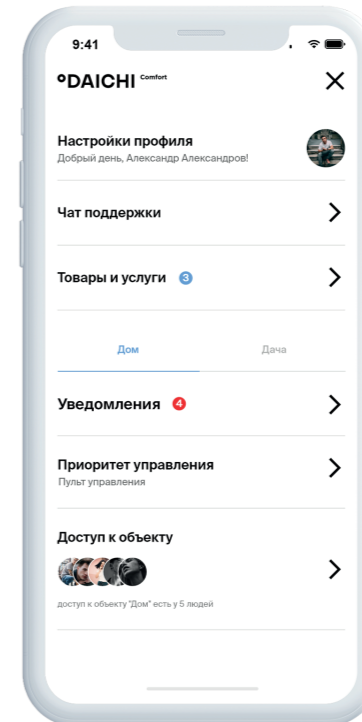 9:41
DAICHI Comfort
Настройки профиля
Добрый день, Александр Александров!
Чат поддержки
Товары и услуги 3
Дом Дача
Уведомления 4
Приоритет управления
Пульт управления
Доступ к объекту
доступ к объекту "Дом" есть у 5 людей